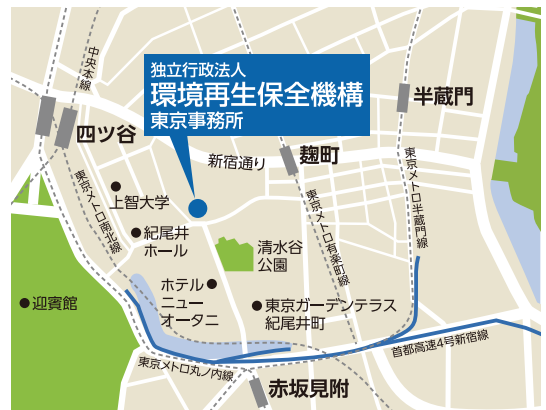 中央本線
独立行政法人
環境再生保全機構
東京事務所
半蔵門
四ツ谷
新宿通り
麹町
東京メトロ半蔵門線
東京メトロ南北線
上智大学
東京メトロ有楽町線
紀尾井
ホール
清水谷
公園
ホテル
ニュー
オータニ
迎賓館
東京ガーデンテラス
紀尾井町
首都高速4号新宿線
東京メトロ丸ノ内線
赤坂見附